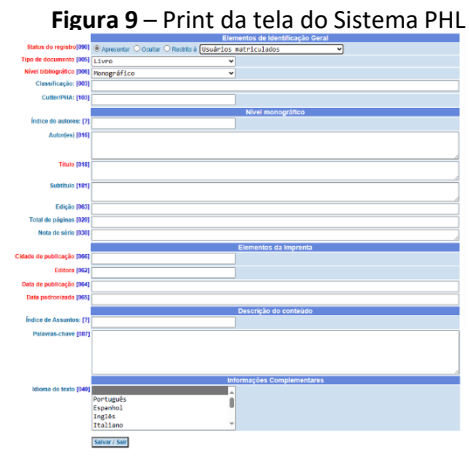 Figura 9 – Print da tela do Sistema PHL
Elementos de Identificação Geral
Status do registro[090] Apresentar Ocultar Restrito à Usuários matriculados
Tipo de documento [005] Livro
Nível bibliográfico [006] Monográfico
Classificação: [003]
Cutter/PHA: [103]
Nível monográfico
Índice de autores: [?]
Autor(es) [016]
Título [018]
Subtítulo [181]
Edição [063]
Total de páginas [020]
Nota de série [030]
Elementos da Imprenta
Cidade de publicação [066]
Editora [062]
Data de publicação [064]
Data padronizada [065]
Descrição do conteúdo
Índice de Assuntos: [?]
Palavras-chave [087]
Informações Complementares
Idioma do texto [040]
Português
Espanhol
Inglês
Italiano
Salvar / Sair